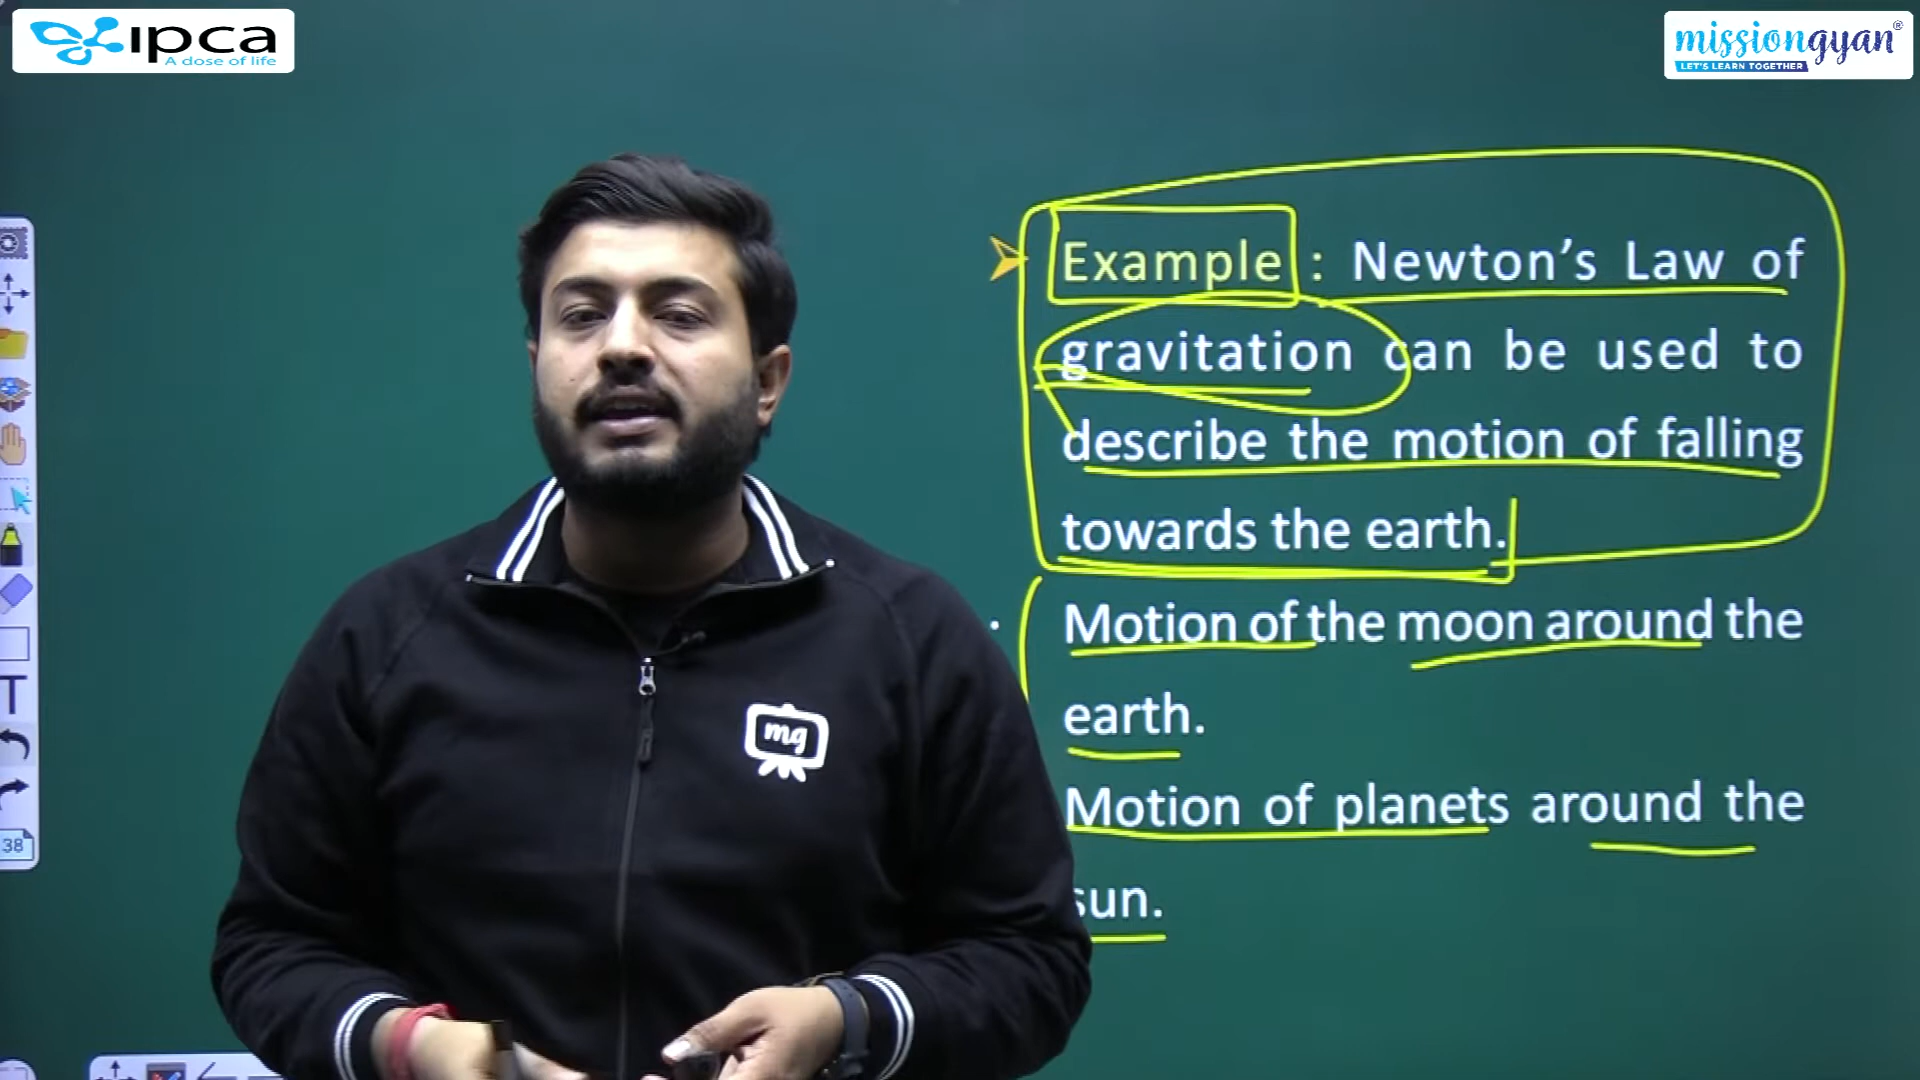 ipca
A dose of life
missiongyan®
LET'S LEARN TOGETHER
Example : Newton's Law of
gravitation can be used to
describe the motion of falling
towards the earth.
Motion of the moon around the
earth.
Motion of planets around the
sun.
mg
T
38